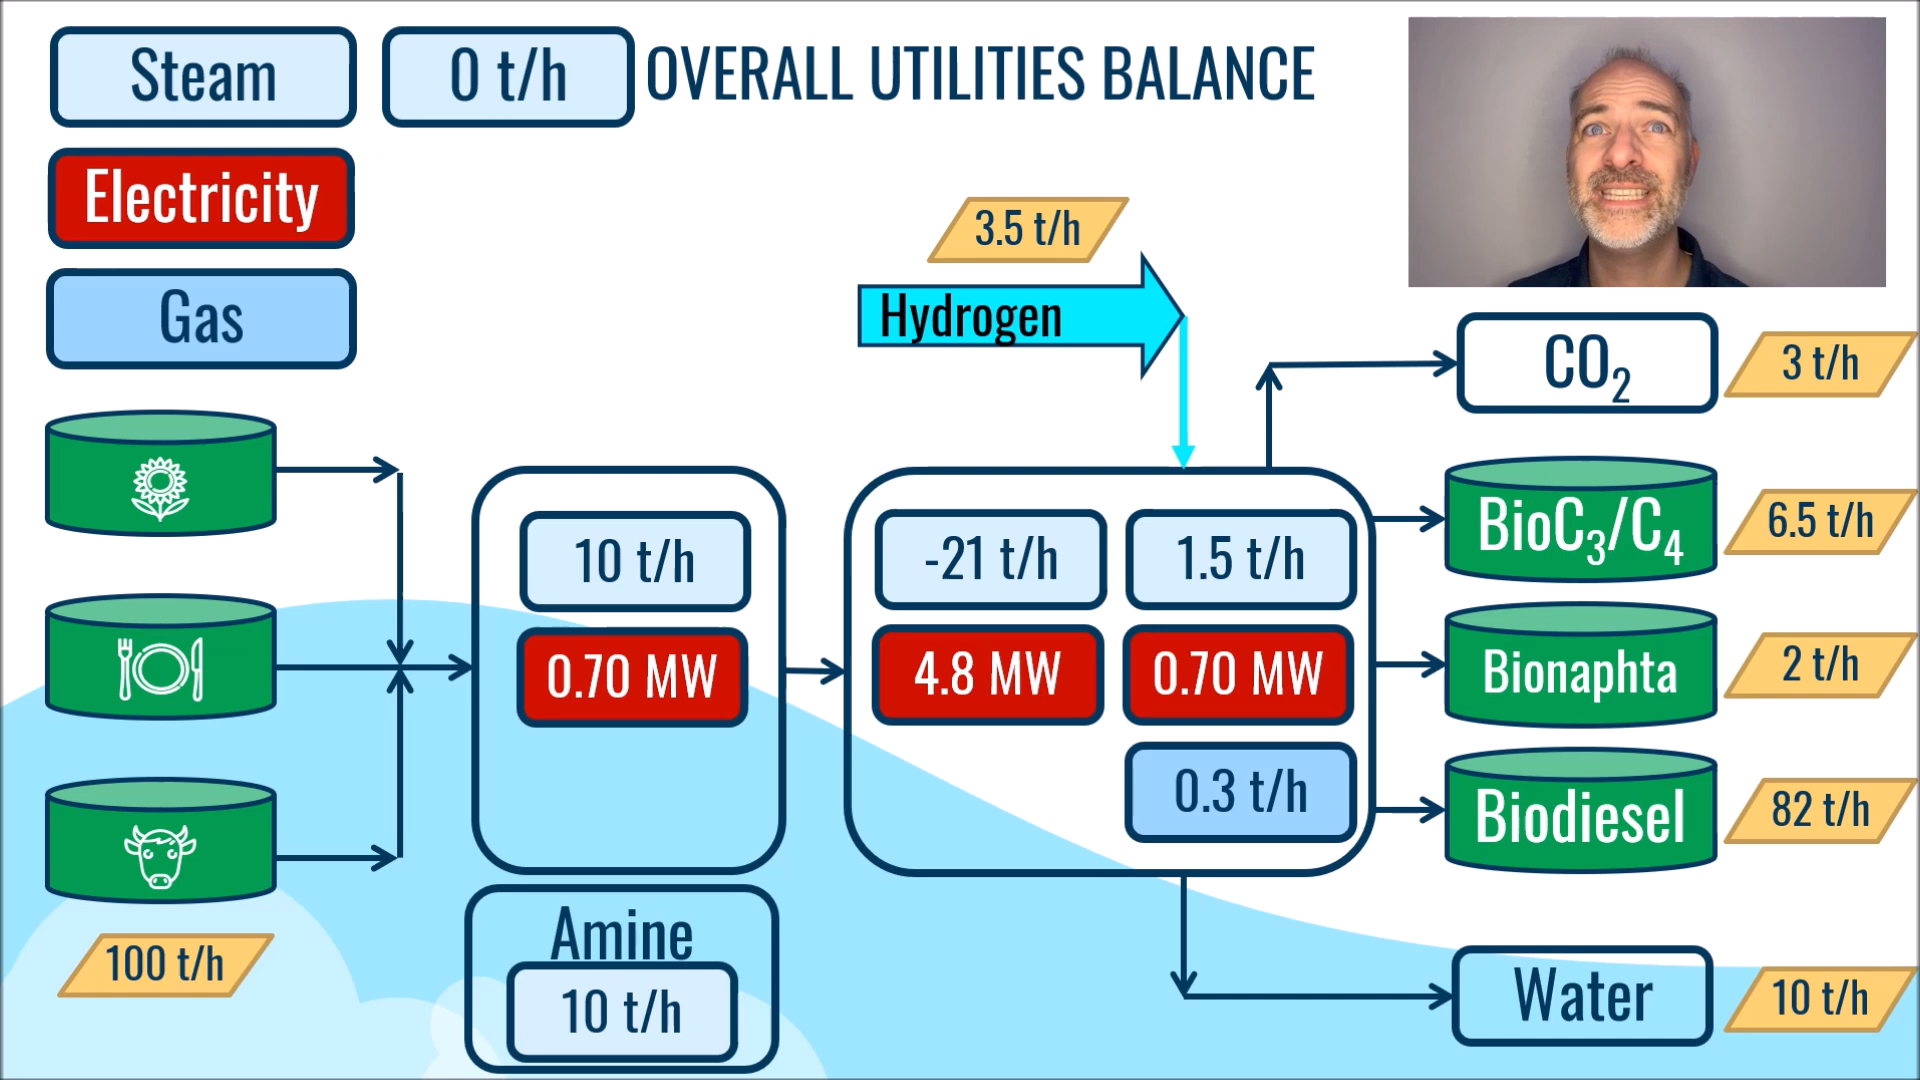 Steam
0 t/h
OVERALL UTILITIES BALANCE
Electricity
Gas
3.5 t/h
Hydrogen
CO₂
3 t/h
10 t/h
-21 t/h
1.5 t/h
BioC₃/C₄
6.5 t/h
0.70 MW
4.8 MW
0.70 MW
Bionaphta
2 t/h
0.3 t/h
Biodiesel
82 t/h
100 t/h
Amine
10 t/h
Water
10 t/h